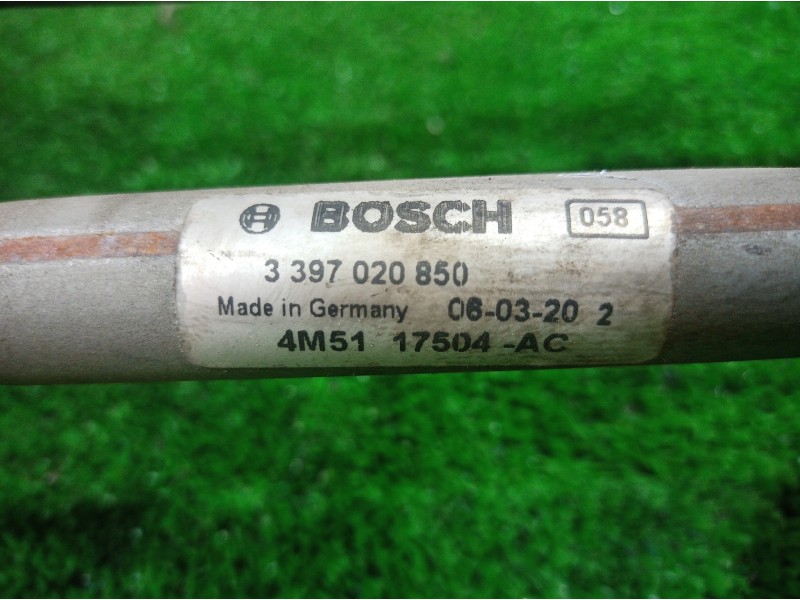 BOSCH 058
3 397 020 850
Made in Germany 06-03-20 2
4M51 17504-AC